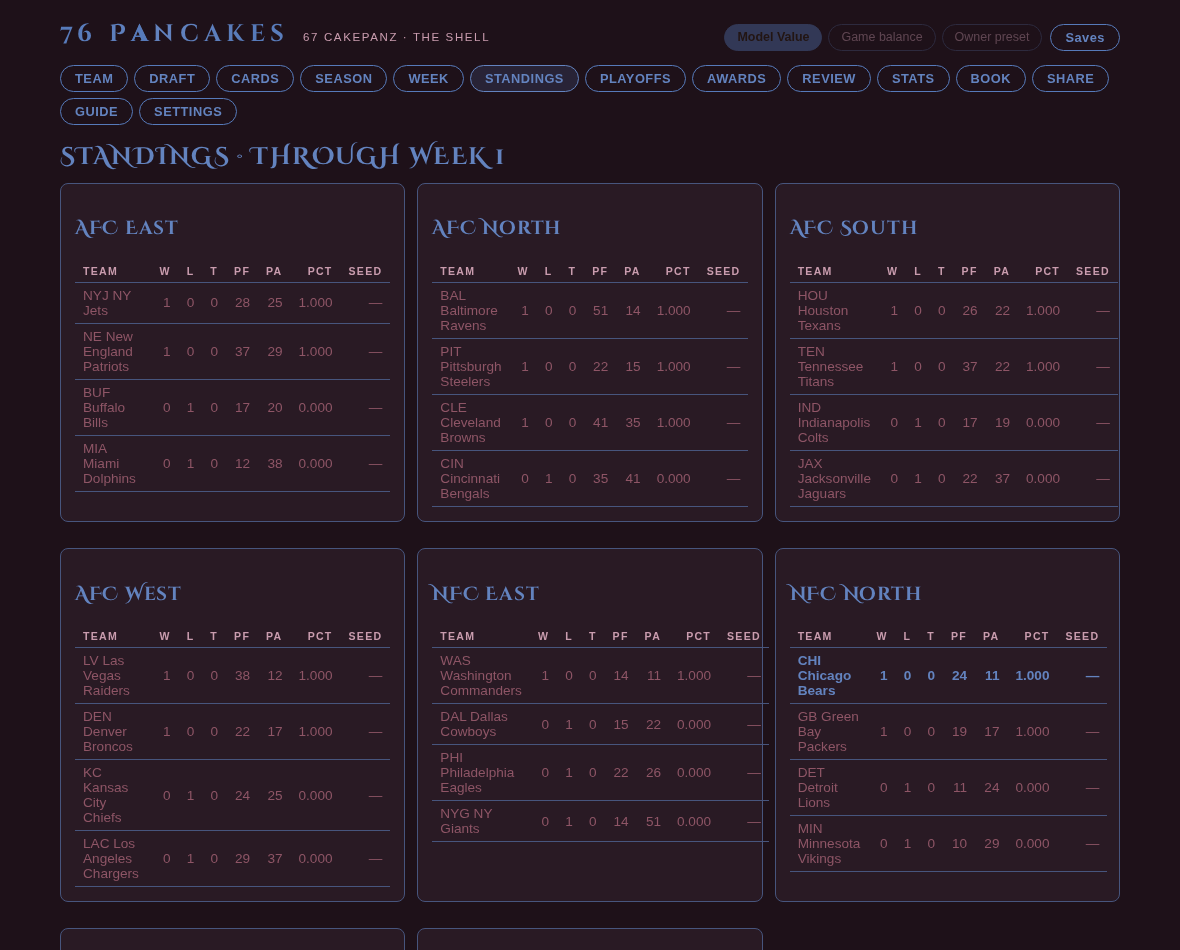 76 PANCAKES
67 CAKEPANZ · THE SHELL
Model Value
Game balance
Owner preset
Saves
TEAM
DRAFT
CARDS
SEASON
WEEK
STANDINGS
PLAYOFFS
AWARDS
REVIEW
STATS
BOOK
SHARE
GUIDE
SETTINGS
STANDINGS · THROUGH WEEK 1
AFC EAST
TEAM W L T PF PA PCT SEED
NYJ NY
Jets 1 0 0 28 25 1.000 —
NE New
England 1 0 0 37 29 1.000 —
Patriots
BUF
Buffalo 0 1 0 17 20 0.000 —
Bills
MIA
Miami 0 1 0 12 38 0.000 —
Dolphins
AFC NORTH
TEAM W L T PF PA PCT SEED
BAL
Baltimore 1 0 0 51 14 1.000 —
Ravens
PIT
Pittsburgh 1 0 0 22 15 1.000 —
Steelers
CLE
Cleveland 1 0 0 41 35 1.000 —
Browns
CIN
Cincinnati 0 1 0 35 41 0.000 —
Bengals
AFC SOUTH
TEAM W L T PF PA PCT SEED
HOU
Houston 1 0 0 26 22 1.000 —
Texans
TEN
Tennessee 1 0 0 37 22 1.000 —
Titans
IND
Indianapolis 0 1 0 17 19 0.000 —
Colts
JAX
Jacksonville 0 1 0 22 37 0.000 —
Jaguars
AFC WEST
TEAM W L T PF PA PCT SEED
LV Las
Vegas 1 0 0 38 12 1.000 —
Raiders
DEN
Denver 1 0 0 22 17 1.000 —
Broncos
KC
Kansas
City 0 1 0 24 25 0.000 —
Chiefs
LAC Los
Angeles 0 1 0 29 37 0.000 —
Chargers
NFC EAST
TEAM W L T PF PA PCT SEED
WAS
Washington 1 0 0 14 11 1.000 —
Commanders
DAL Dallas
Cowboys 0 1 0 15 22 0.000 —
PHI
Philadelphia 0 1 0 22 26 0.000 —
Eagles
NYG NY
Giants 0 1 0 14 51 0.000 —
NFC NORTH
TEAM W L T PF PA PCT SEED
CHI
Chicago 1 0 0 24 11 1.000 —
Bears
GB Green
Bay 1 0 0 19 17 1.000 —
Packers
DET
Detroit 0 1 0 11 24 0.000 —
Lions
MIN
Minnesota 0 1 0 10 29 0.000 —
Vikings